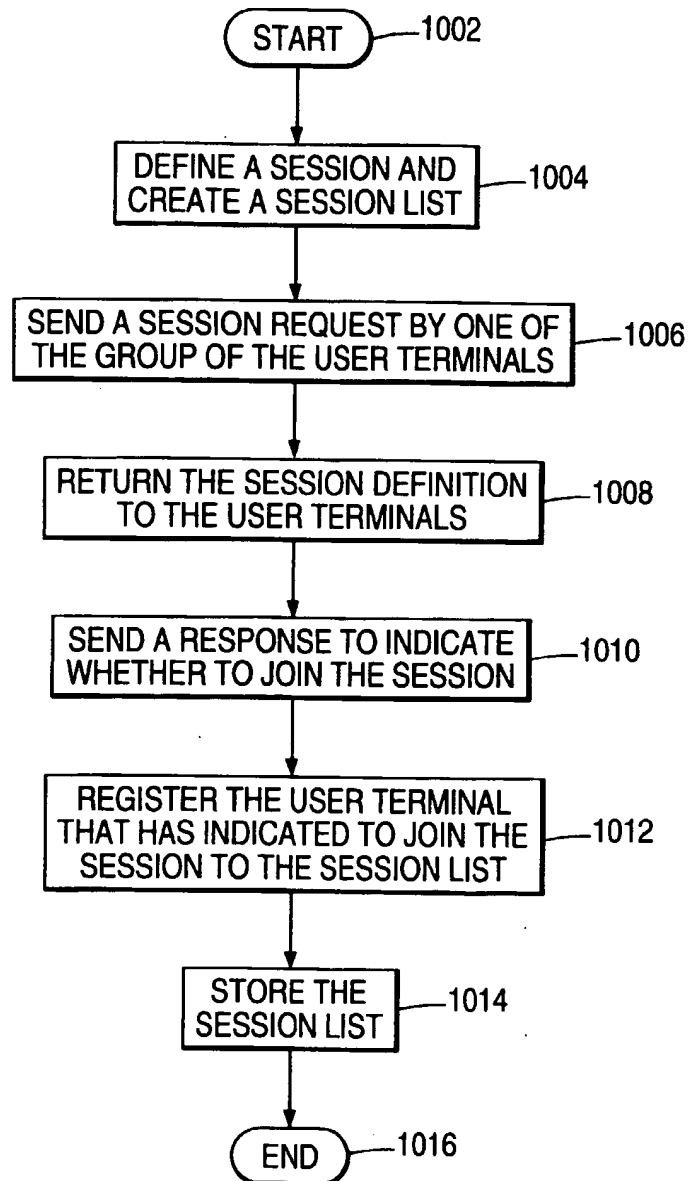 START
1002
DEFINE A SESSION AND
CREATE A SESSION LIST
1004
SEND A SESSION REQUEST BY ONE OF
THE GROUP OF THE USER TERMINALS
1006
RETURN THE SESSION DEFINITION
TO THE USER TERMINALS
1008
SEND A RESPONSE TO INDICATE
WHETHER TO JOIN THE SESSION
1010
REGISTER THE USER TERMINAL
THAT HAS INDICATED TO JOIN THE
SESSION TO THE SESSION LIST
1012
STORE THE
SESSION LIST
1014
END
1016